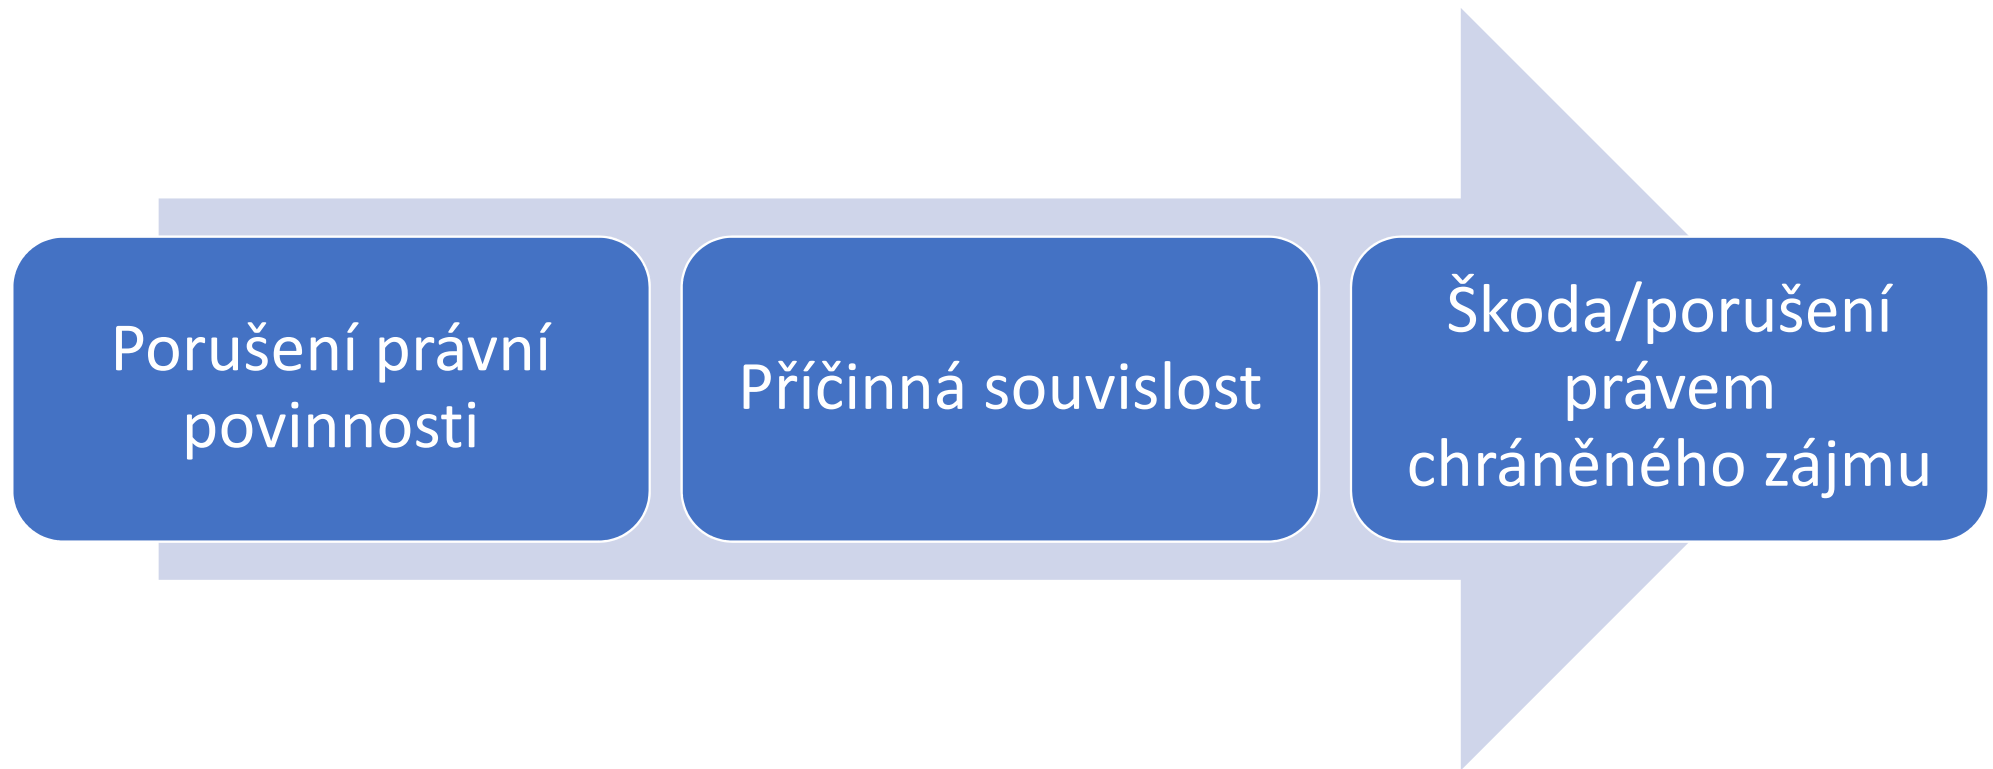 Porušení právní
povinnosti
Příčinná souvislost
Škoda/porušení
právem
chráněného zájmu